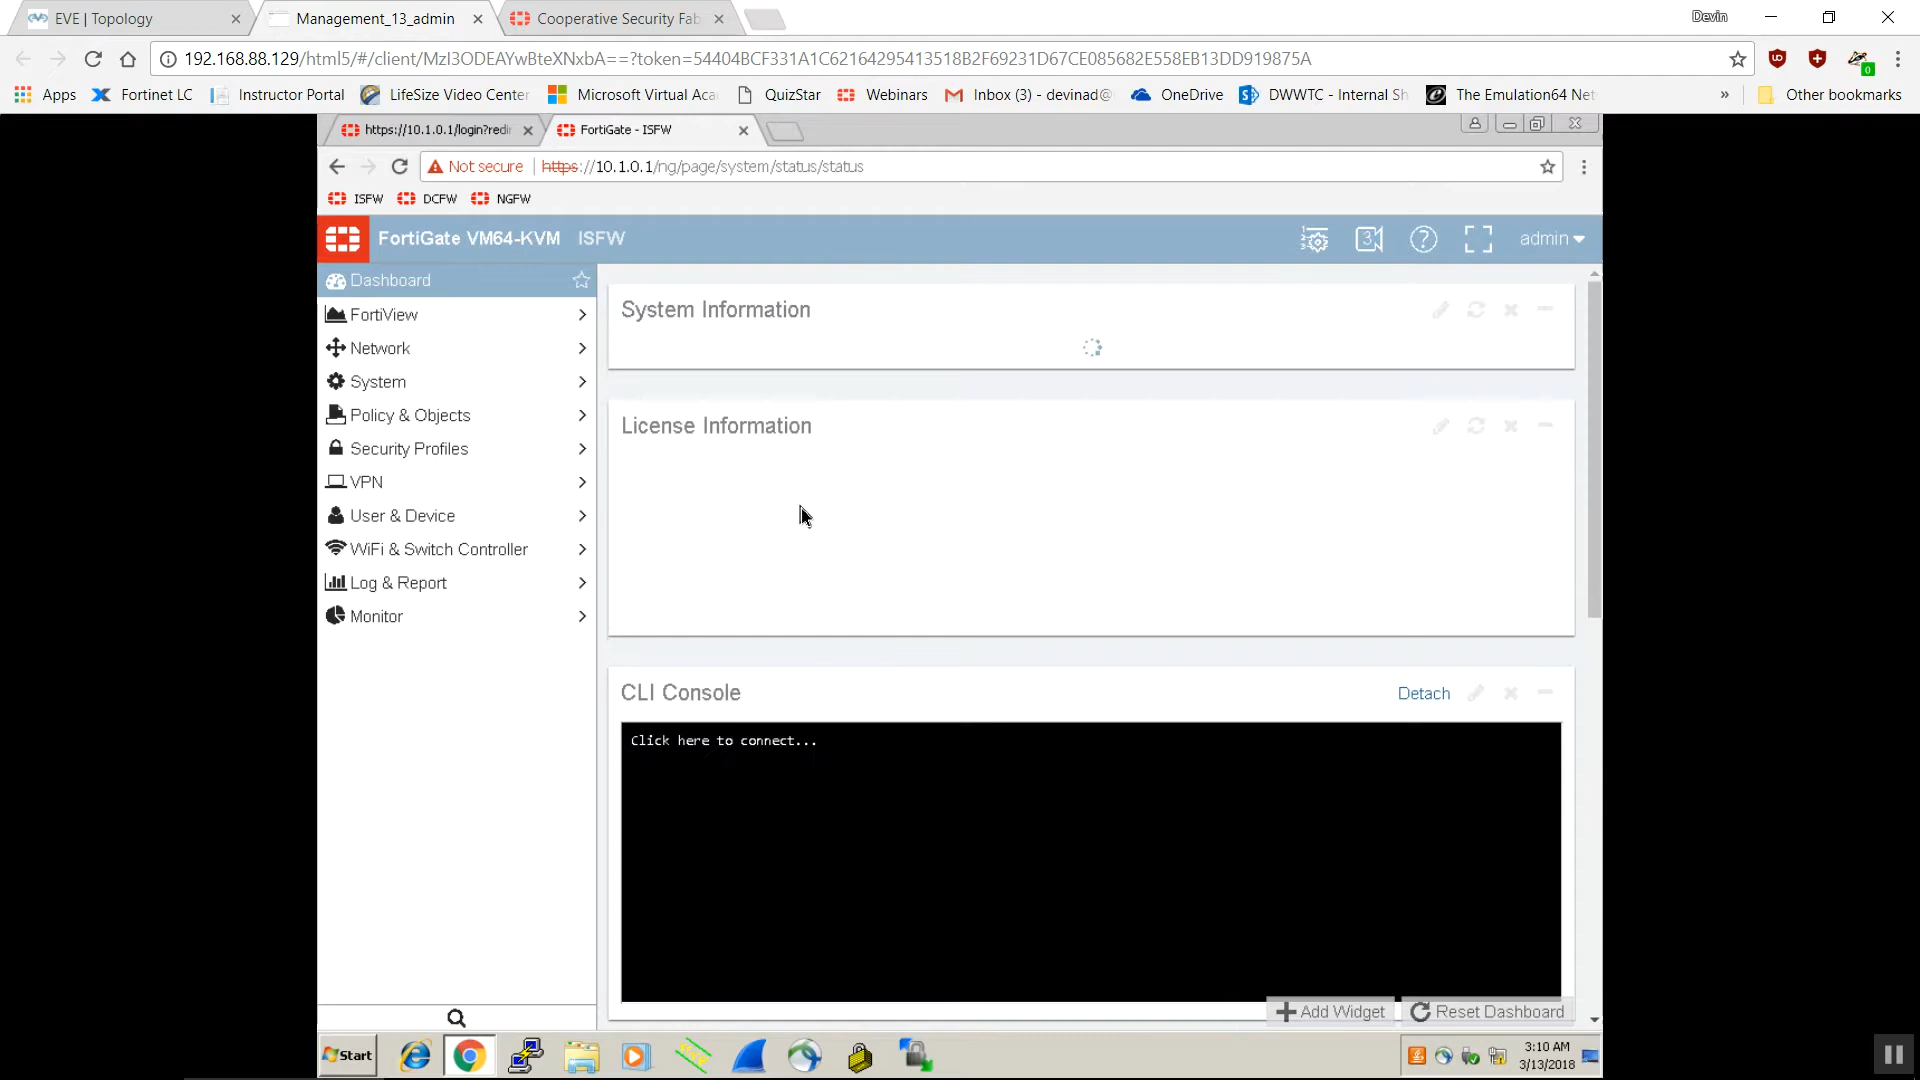 EVE | Topology
Management_13_admin
Cooperative Security Fab
Devin
192.168.88.129/html5/#/client/MzI3ODEAYwBteXNxbA==?token=54404BCF331A1C62164295413518B2F69231D67CE085682E558EB13DD919875A
0
Apps
Fortinet LC
Instructor Portal
LifeSize Video Center
Microsoft Virtual Aca
QuizStar
Webinars
Inbox (3) - devinad@
OneDrive
DWWTC - Internal Sh
The Emulation64 Net
»
Other bookmarks
https://10.1.0.1/login?redir
FortiGate - ISFW
Not secure
https://10.1.0.1/ng/page/system/status/status
ISFW
DCFW
NGFW
FortiGate VM64-KVM
ISFW
3
admin
Dashboard
FortiView
Network
System
Policy & Objects
Security Profiles
VPN
User & Device
WiFi & Switch Controller
Log & Report
Monitor
System Information
License Information
CLI Console
Detach
Click here to connect...
Add Widget
Reset Dashboard
Start
3:10 AM
3/13/2018